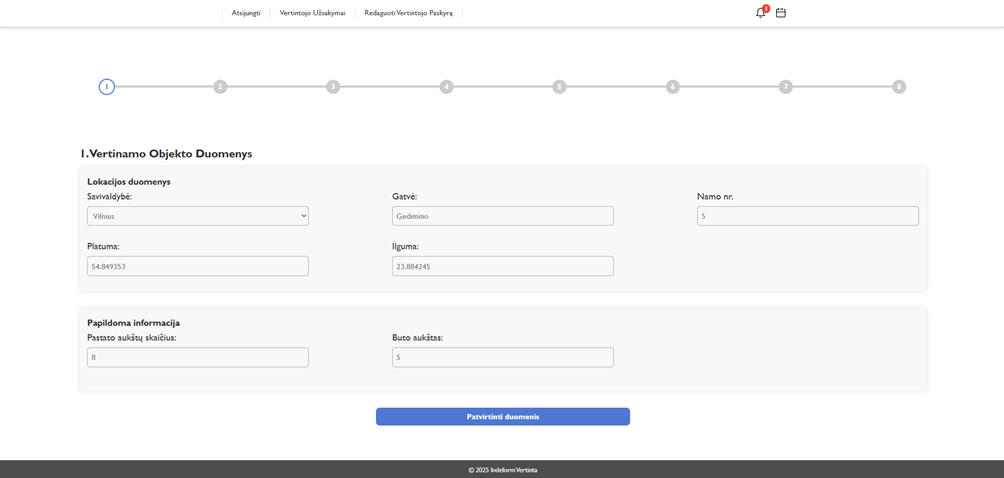 Atsijungti
Vertintojo Užsakymai
Redaguoti Vertintojo Paskyrą
1
1 2 3 4 5 6 7 8
1.Vertinamo Objekto Duomenys
Lokacijos duomenys
Savivaldybė: Gatvė: Namo nr.
Vilnius Gedimino 5
Platuma: Ilguma:
54.849353 23.884245
Papildoma informacija
Pastato aukštų skaičius: Buto aukštas:
8 5
Patvirtinti duomenis
© 2025 Indeform Vertinta